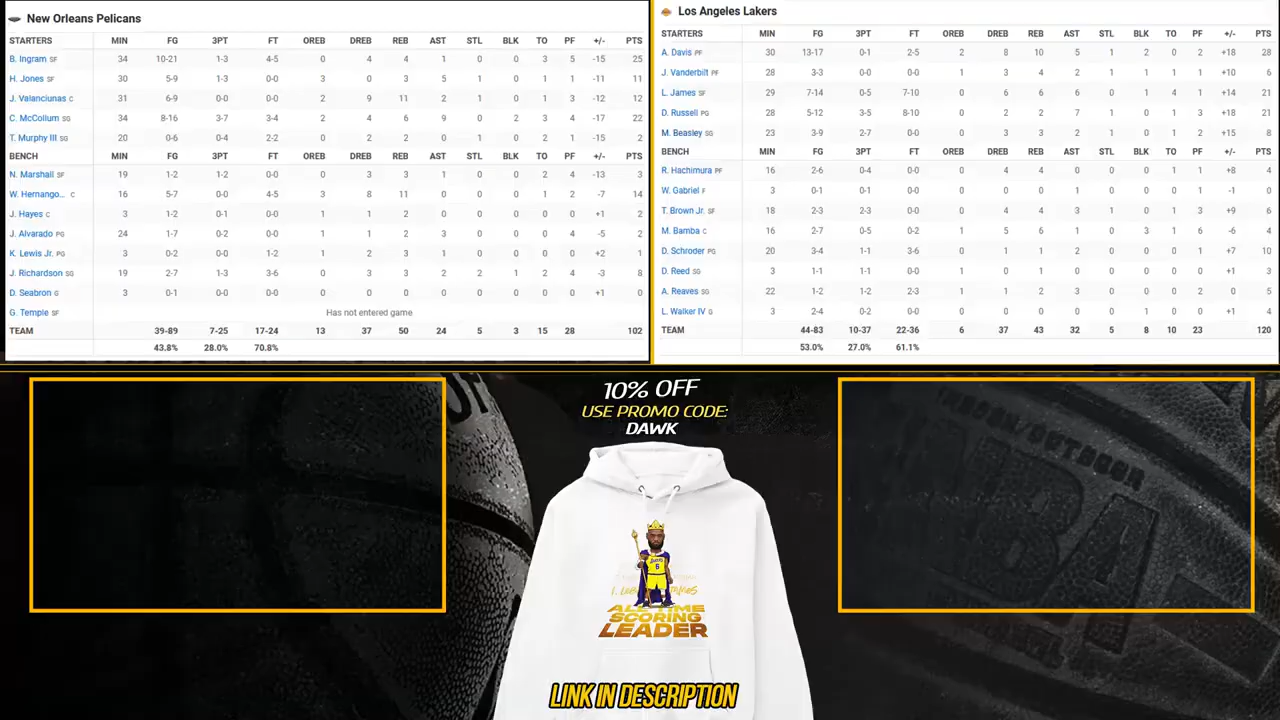 New Orleans Pelicans
STARTERS MIN FG 3PT FT OREB DREB REB AST STL BLK TO PF +/- PTS
B. Ingram SF 34 10-21 1-3 4-5 0 4 4 1 0 0 3 5 -15 25
H. Jones SF 30 5-9 1-3 0-0 3 0 3 5 1 1 1 1 -11 11
J. Valanciunas C 31 6-9 0-0 0-0 2 9 11 2 1 0 1 3 -12 12
C. McCollum SG 34 8-16 3-7 3-4 2 4 6 9 0 2 3 4 -17 22
T. Murphy III SG 20 0-6 0-4 2-2 0 2 2 0 1 0 2 1 -15 2
BENCH MIN FG 3PT FT OREB DREB REB AST STL BLK TO PF +/- PTS
N. Marshall SF 19 1-2 1-2 0-0 0 3 3 1 0 0 2 4 -13 3
W. Hernango... C 16 5-7 0-0 4-5 3 8 11 0 0 0 1 2 -7 14
J. Hayes C 3 1-2 0-1 0-0 1 1 2 0 0 0 0 0 +1 2
J. Alvarado PG 24 1-7 0-2 0-0 1 1 2 3 0 0 0 4 -5 2
K. Lewis Jr. PG 3 0-2 0-0 1-2 1 2 3 1 0 0 0 0 +2 1
J. Richardson SG 19 2-7 1-3 3-6 0 3 3 2 2 1 2 4 -3 8
D. Seabron G 3 0-1 0-0 0-0 0 0 0 0 0 0 0 0 +1 0
G. Temple SF Has not entered game
TEAM 39-89 7-25 17-24 13 37 50 24 5 3 15 28 102
43.8% 28.0% 70.8%
Los Angeles Lakers
STARTERS MIN FG 3PT FT OREB DREB REB AST STL BLK TO PF +/- PTS
A. Davis PF 30 13-17 0-1 2-5 2 8 10 5 1 2 0 2 +18 28
J. Vanderbilt PF 28 3-3 0-0 0-0 1 3 4 2 1 1 1 1 +10 6
L. James SF 29 7-14 0-5 7-10 0 6 6 6 0 1 4 1 +14 21
D. Russell PG 28 5-12 3-5 8-10 0 2 2 7 1 0 1 3 +18 21
M. Beasley SG 23 3-9 2-7 0-0 0 3 3 2 1 0 1 2 +15 8
BENCH MIN FG 3PT FT OREB DREB REB AST STL BLK TO PF +/- PTS
R. Hachimura PF 16 2-6 0-4 0-0 0 4 4 0 0 0 1 1 +8 4
W. Gabriel F 3 0-1 0-1 0-0 0 0 0 1 0 0 0 0 -1 0
T. Brown Jr. SF 18 2-3 2-3 0-0 0 4 4 3 1 0 0 3 +9 6
M. Bamba C 16 2-7 0-5 0-2 1 5 6 1 0 3 1 6 -6 4
D. Schroder PG 20 3-4 1-1 3-6 0 1 1 2 0 0 1 1 +7 10
D. Reed SG 3 1-1 1-1 0-0 1 0 1 0 0 0 0 1 +1 3
A. Reaves SG 22 1-2 1-2 2-3 1 1 2 3 0 0 0 2 0 5
L. Walker IV G 3 2-4 0-2 0-0 0 0 0 0 0 1 0 0 +1 4
TEAM 44-83 10-37 22-36 6 37 43 32 5 8 10 23 120
53.0% 27.0% 61.1%
10% OFF
USE PROMO CODE:
DAWK
ALL TIME
SCORING
LEADER
LINK IN DESCRIPTION